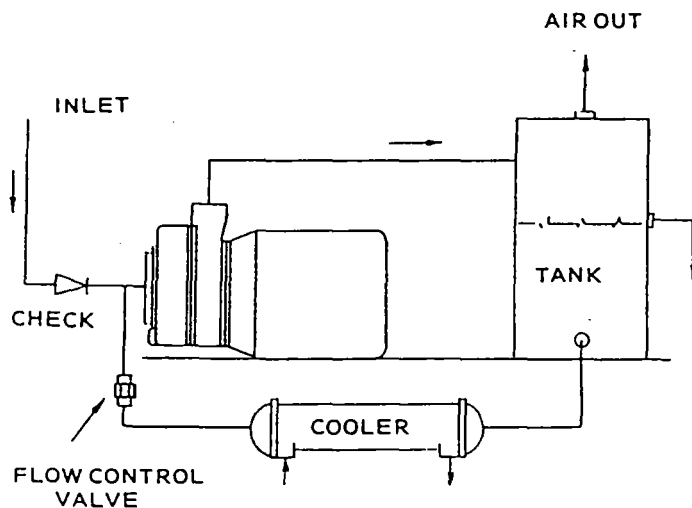 AIR OUT
INLET
TANK
CHECK
COOLER
FLOW CONTROL
VALVE